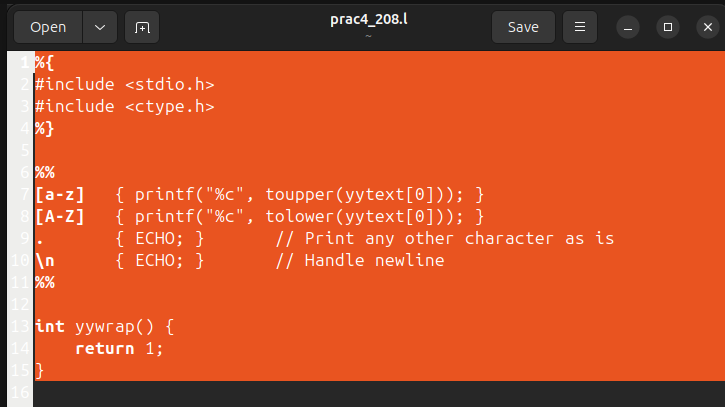 Open
prac4_208.l
~
Save
1 %{
2 #include <stdio.h>
3 #include <ctype.h>
4 %}
5
6 %%
7 [a-z]   { printf("%c", toupper(yytext[0])); }
8 [A-Z]   { printf("%c", tolower(yytext[0])); }
9 .       { ECHO; }       // Print any other character as is
10 \n      { ECHO; }       // Handle newline
11 %%
12
13 int yywrap() {
14     return 1;
15 }
16